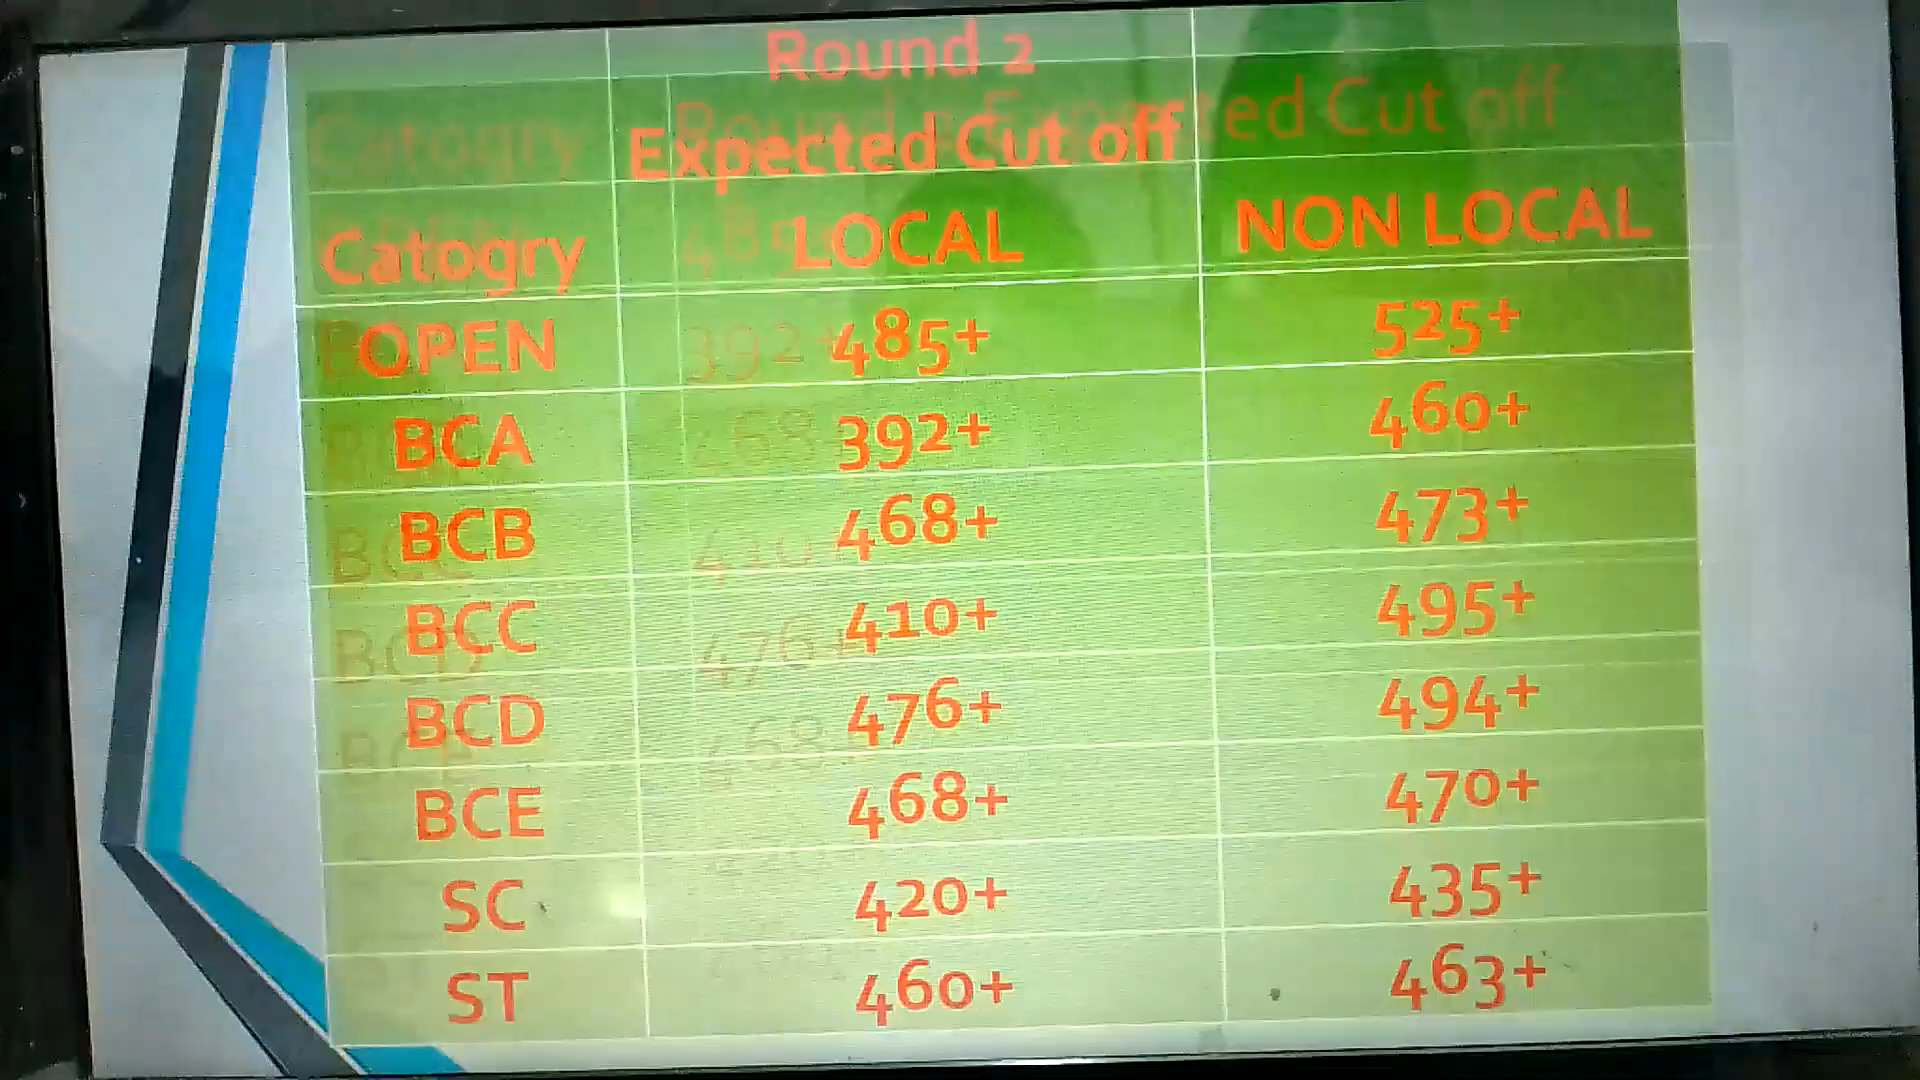 Round 2
Expected Cut off
Catogry LOCAL NON LOCAL
OPEN 485+ 525+
BCA 392+ 460+
BCB 468+ 473+
BCC 410+ 495+
BCD 476+ 494+
BCE 468+ 470+
SC 420+ 435+
ST 460+ 463+